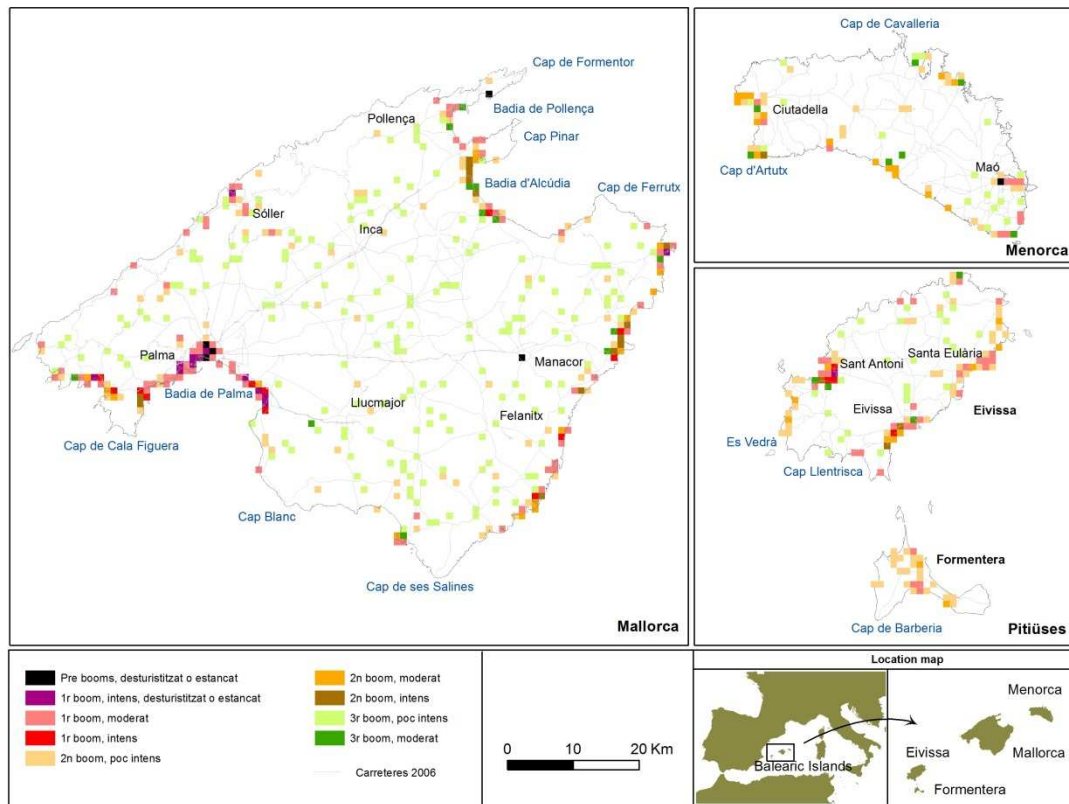 Cap de Formentor
Badia de Pollença
Pollença
Cap Pinar
Badia d'Alcúdia
Cap de Ferrutx
Sóller
Inca
Palma
Manacor
Badia de Palma
Llucmajor
Felanitx
Cap de Cala Figuera
Cap Blanc
Cap de ses Salines
Mallorca
Cap de Cavalleria
Ciutadella
Cap d'Artutx
Maó
Menorca
Santa Eulària
Sant Antoni
Eivissa
Eivissa
Es Vedrà
Cap Llentrisca
Formentera
Cap de Barberia
Pitiüses
Pre booms, desturistitzat o estancat
1r boom, intens, desturistitzat o estancat
1r boom, moderat
1r boom, intens
2n boom, poc intens
2n boom, moderat
2n boom, intens
3r boom, poc intens
3r boom, moderat
Carreteres 2006
0 10 20 Km
Location map
Balearic Islands
Menorca
Mallorca
Eivissa
Formentera